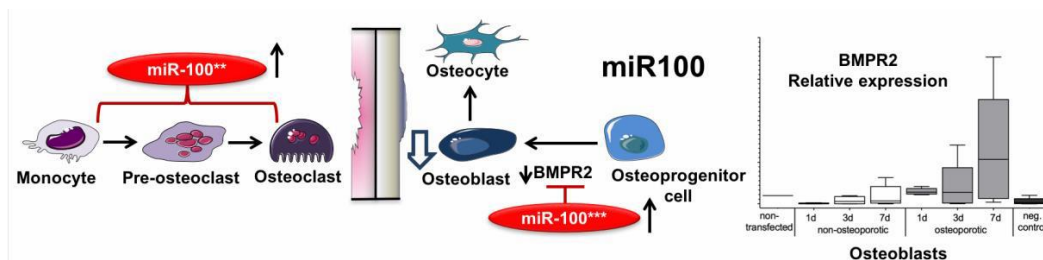 miR-100**
Monocyte
Pre-osteoclast
Osteoclast
Osteocyte
miR100
Osteoblast
BMPR2
Osteoprogenitor
cell
miR-100***
BMPR2
Relative expression
non-
transfected
1d
3d
7d
non-osteoporotic
1d
3d
7d
osteoporotic
neg.
control
Osteoblasts